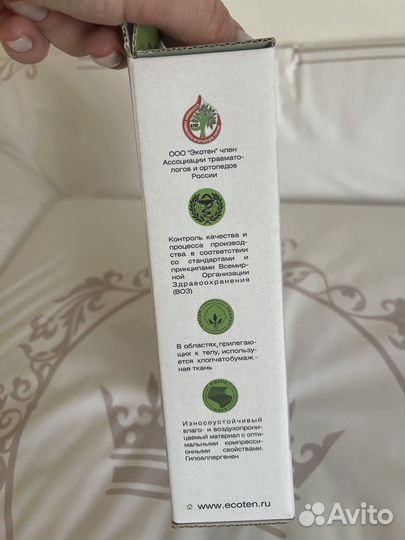 ООО "Экотен" член
Ассоциации травмато-
логов и ортопедов
России
Контроль качества и
процесса производ-
ства в соответствии
со стандартами и
принципами Всемир-
ной Организации
Здравоохранения
(ВОЗ)
В областях, прилегаю-
щих к телу, использу-
ется хлопчатобумаж-
ная ткань
Износоустойчивый
влаго- и воздухопрони-
цаемый материал с опти-
мальными компресси-
онными свойствами.
Гипоаллергенен
www.ecoten.ru
Avito